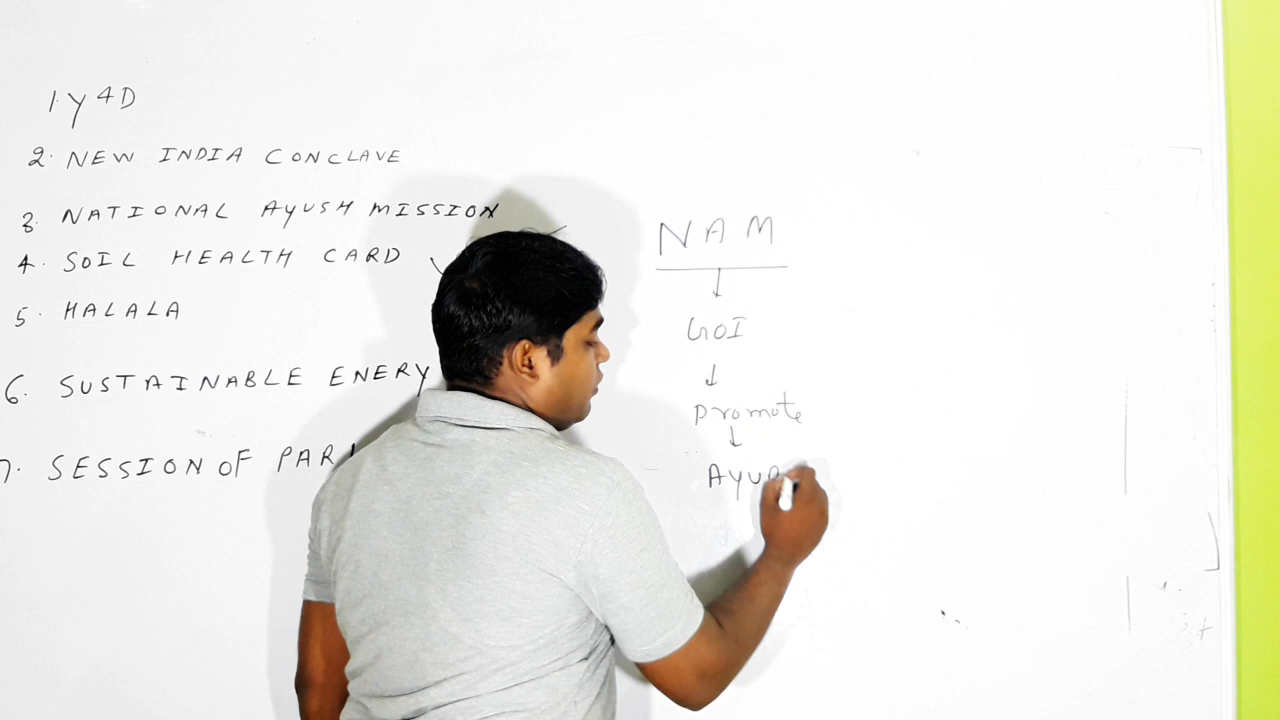 1. Y4D
2. NEW INDIA CONCLAVE
3. NATIONAL AYUSH MISSION
4. SOIL HEALTH CARD
5. HALALA
6. SUSTAINABLE ENERY
7. SESSION OF PAR
NAM
GOI
Promote
AYUR